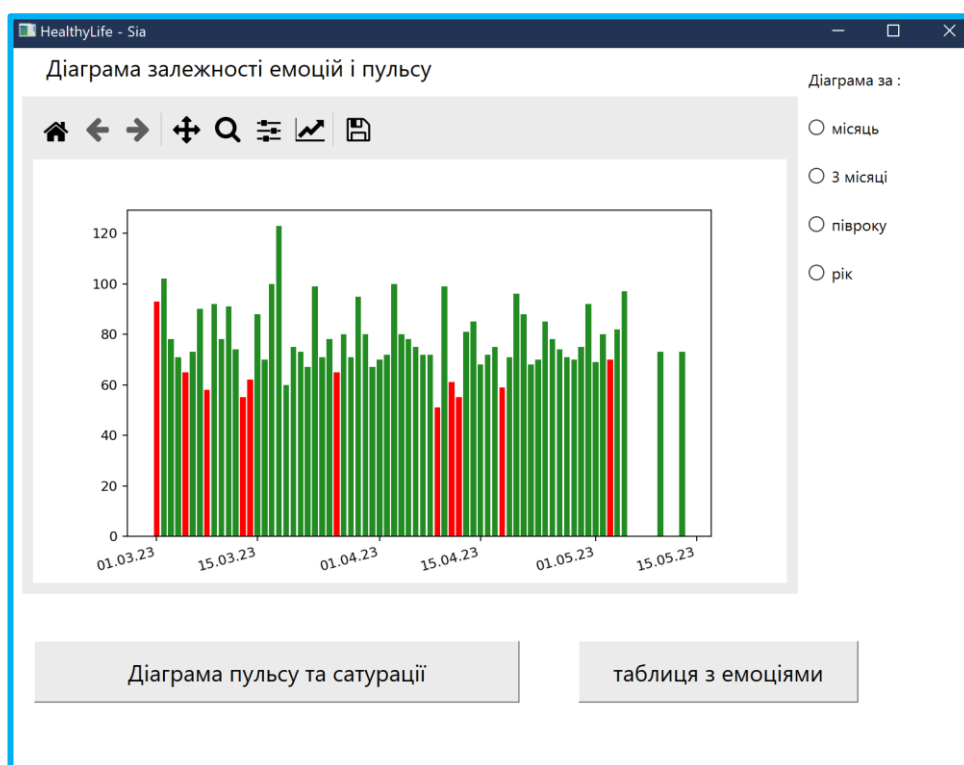 HealthyLife - Sia
Діаграма залежності емоцій і пульсу
Діаграма за :
місяць
3 місяці
півроку
рік
120
100
80
60
40
20
0
01.03.23 15.03.23 01.04.23 15.04.23 01.05.23 15.05.23
Діаграма пульсу та сатурації
таблиця з емоціями